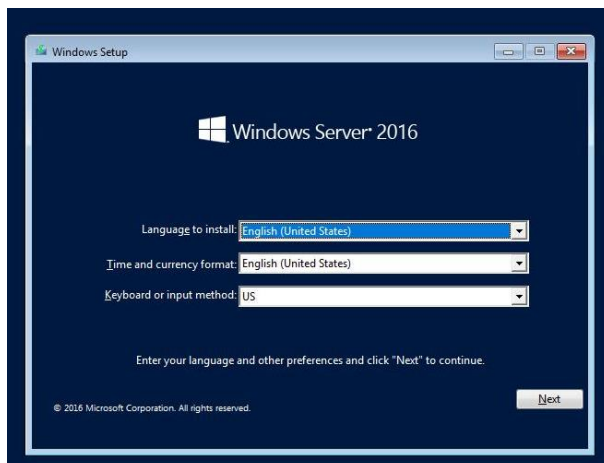 Windows Setup
Windows Server® 2016
Language to install: English (United States)
Time and currency format: English (United States)
Keyboard or input method: US
Enter your language and other preferences and click "Next" to continue.
© 2016 Microsoft Corporation. All rights reserved.
Next